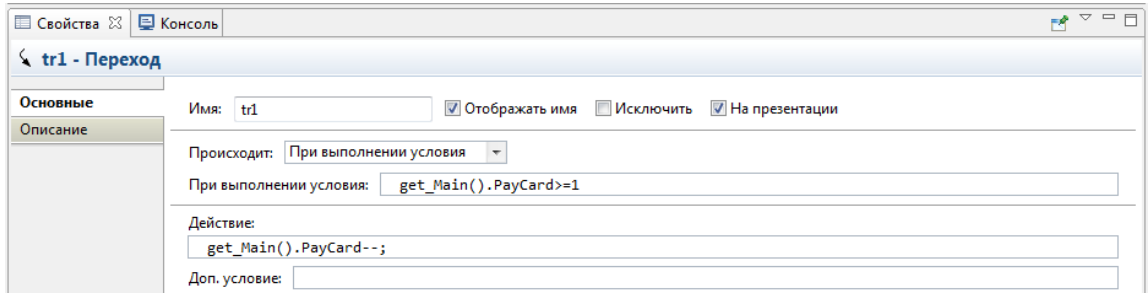 Свойства Консоль
tr1 - Переход
Основные
Описание
Имя: tr1 Отображать имя Исключить На презентации
Происходит: При выполнении условия
При выполнении условия: get_Main().PayCard>=1
Действие:
get_Main().PayCard--;
Доп. условие: